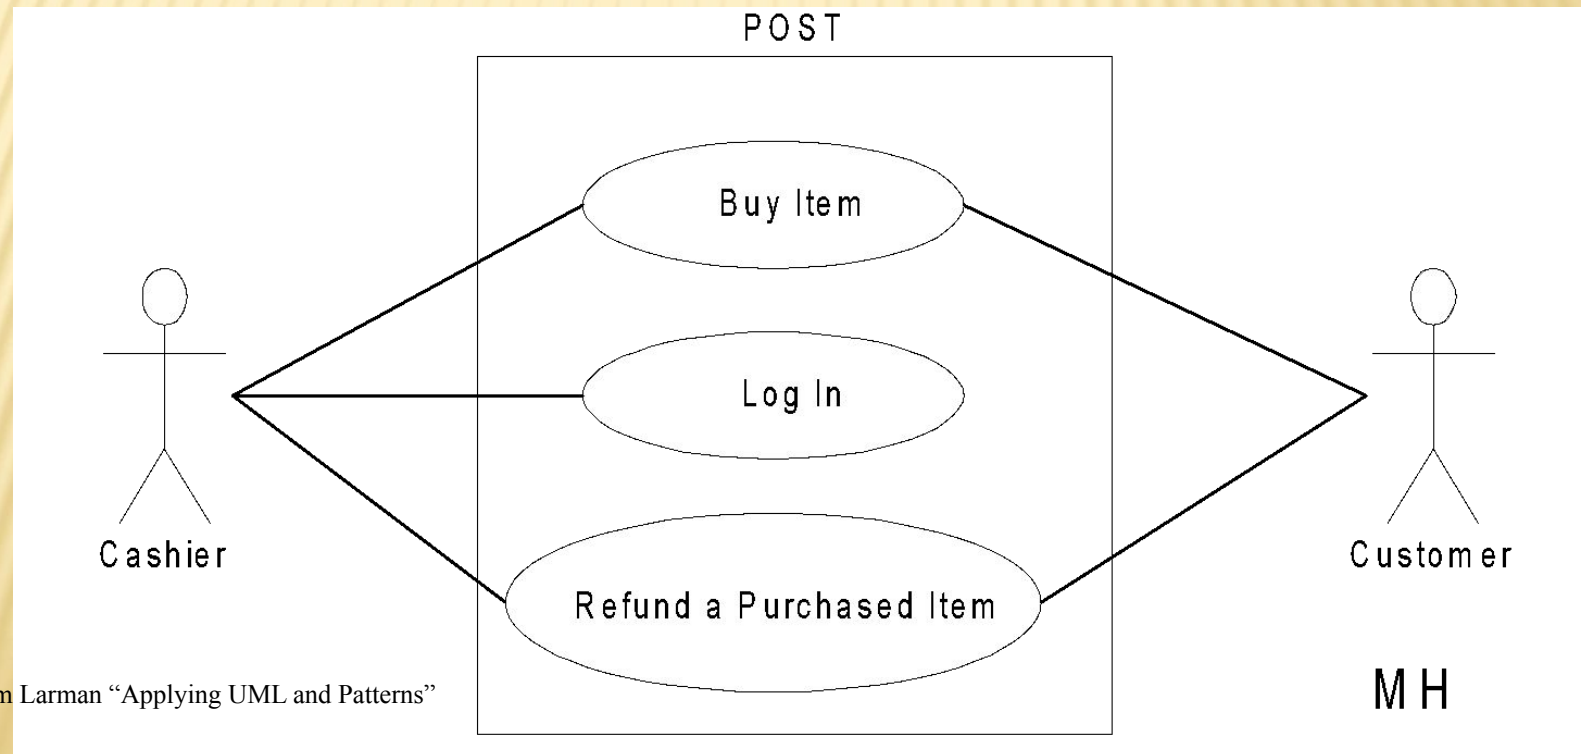 POST
Buy Item
Log In
Refund a Purchased Item
Cashier
Customer
Larman “Applying UML and Patterns”
MH